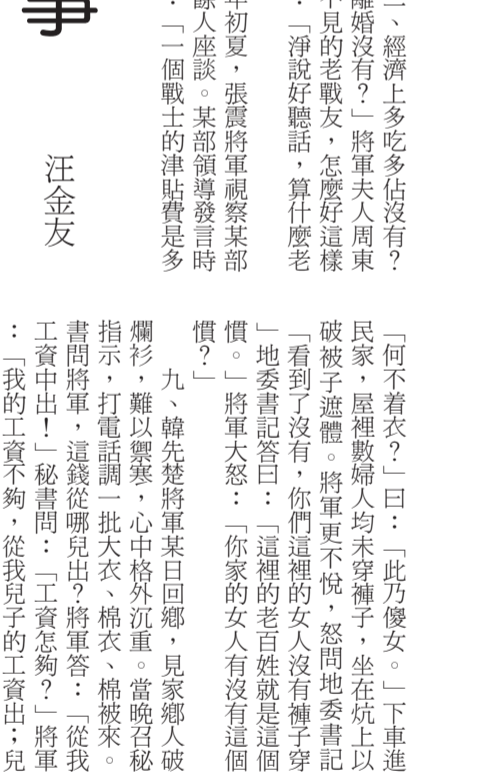 、經濟上多吃多佔沒有？
離婚沒有？」將軍夫人周東
不見的老戰友，怎麼好這樣
：「淨說好聽話，算什麼老
年初夏，張震將軍視察某部
餘人座談。某部領導發言時
：「一個戰士的津貼費是多
汪金友
「何不着衣？」曰：「此乃傻女。」下車進
民家，屋裡數婦人均未穿褲子，坐在炕上以
破被子遮體。將軍更不悅，怒問地委書記
「看到了沒有，你們這裡的女人沒有褲子穿
」地委書記答曰：「這裡的老百姓就是這個
慣。」將軍大怒：「你家的女人有沒有這個
慣？」
九、韓先楚將軍某日回鄉，見家鄉人破
爛衫，難以禦寒，心中格外沉重。當晚召秘
指示，打電話調一批大衣、棉衣、棉被來。
書問將軍，這錢從哪兒出？將軍答：「從我
工資中出！」秘書問：「工資怎夠？」將軍
：「我的工資不夠，從我兒子的工資出；兒